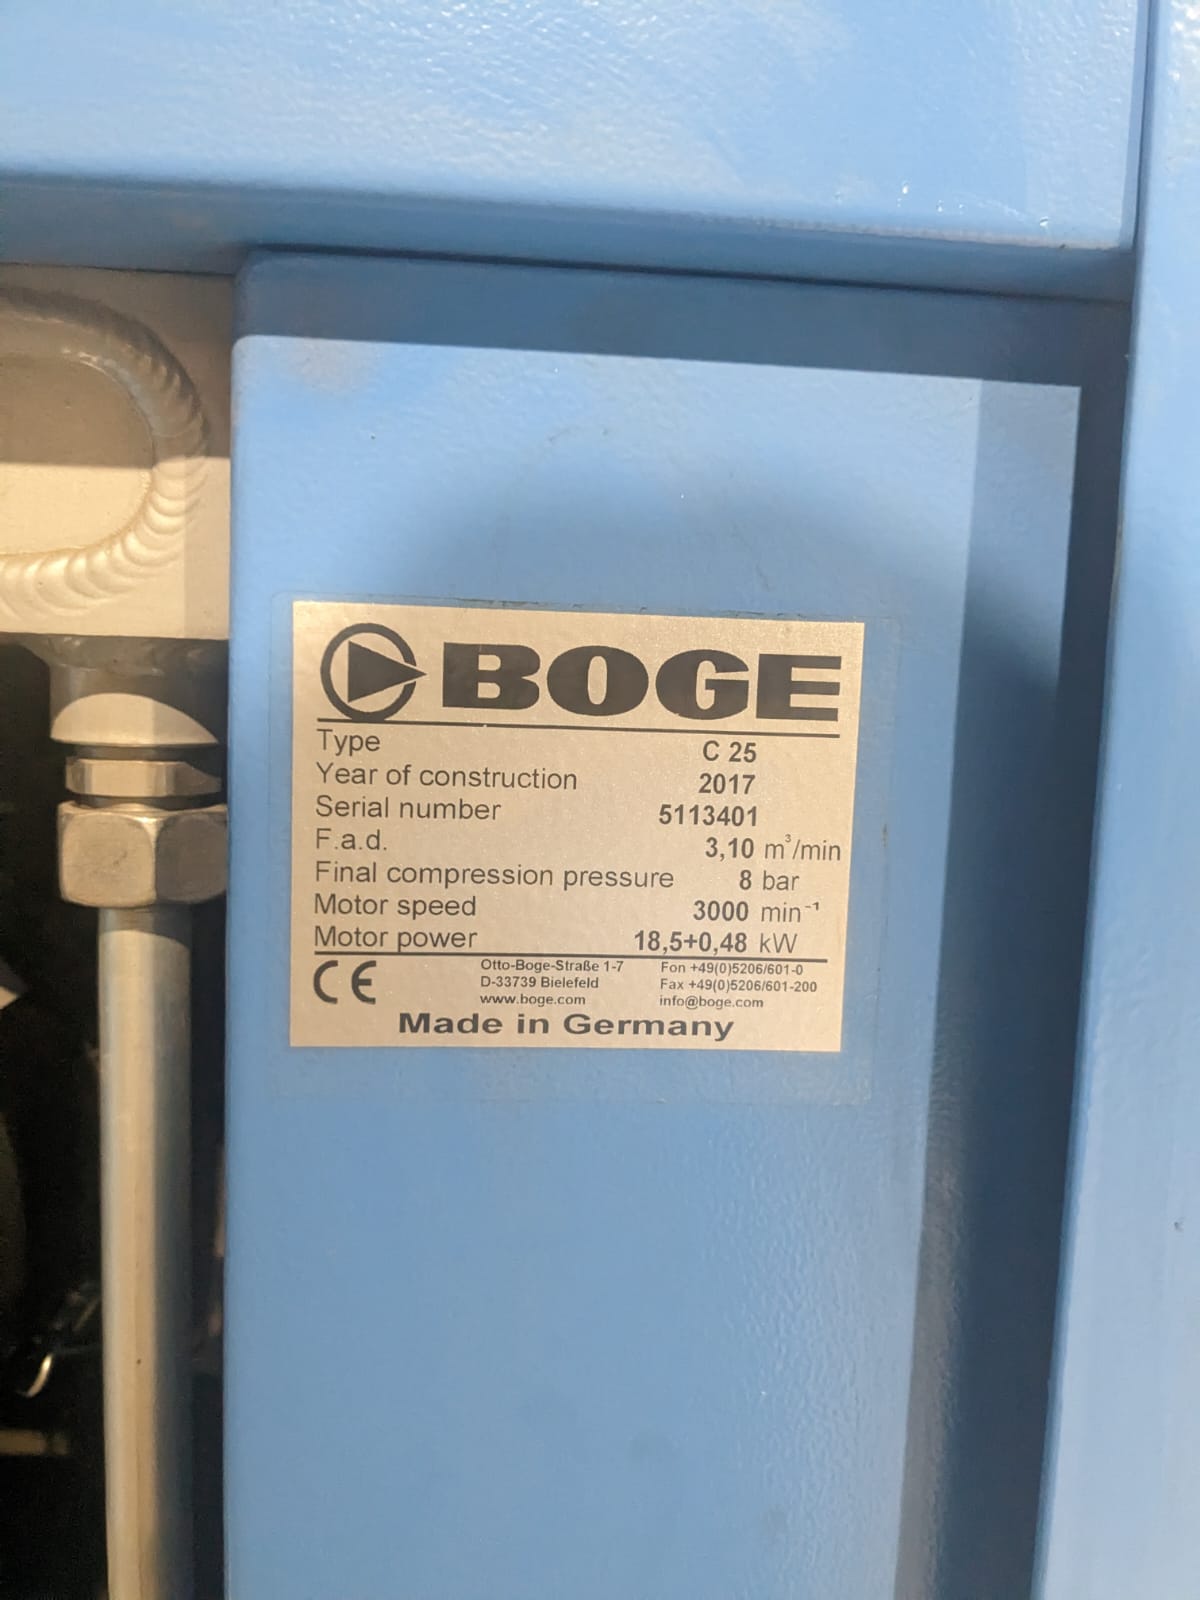 BOGE
Type C 25
Year of construction 2017
Serial number 5113401
F.a.d. 3,10 m³/min
Final compression pressure 8 bar
Motor speed 3000 min⁻¹
Motor power 18,5+0,48 kW
CE
Otto-Boge-Straße 1-7 Fon +49(0)5206/601-0
D-33739 Bielefeld Fax +49(0)5206/601-200
www.boge.com info@boge.com
Made in Germany